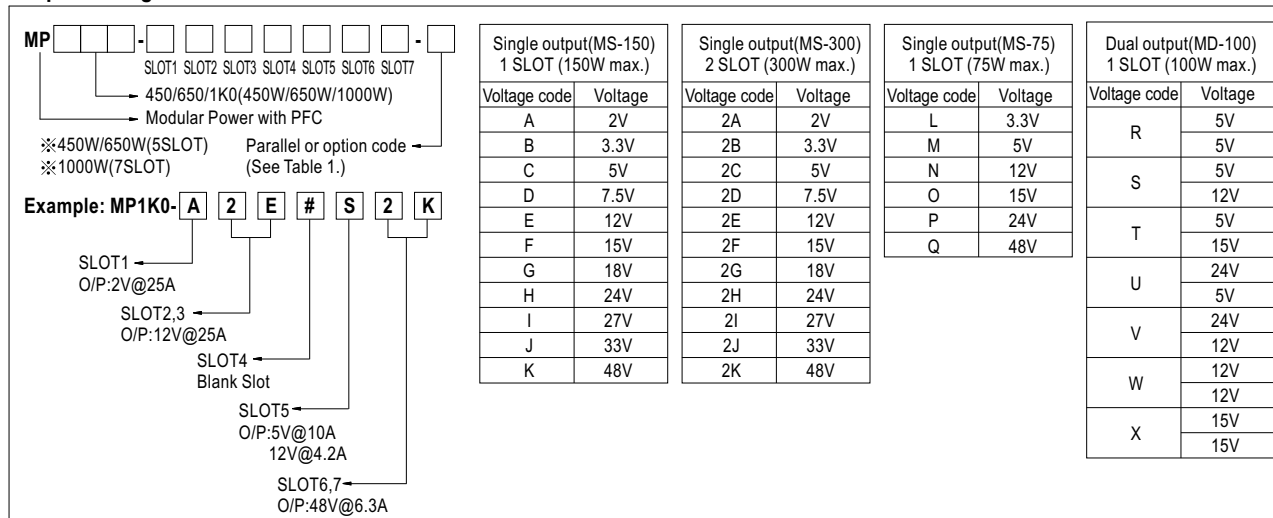 MP - -
SLOT1 SLOT2 SLOT3 SLOT4 SLOT5 SLOT6 SLOT7
450/650/1K0(450W/650W/1000W)
Modular Power with PFC
※450W/650W(5SLOT)
※1000W(7SLOT)
Parallel or option code
(See Table 1.)
Example: MP1K0- A 2 E # S 2 K
SLOT1
O/P:2V@25A
SLOT2,3
O/P:12V@25A
SLOT4
Blank Slot
SLOT5
O/P:5V@10A
12V@4.2A
SLOT6,7
O/P:48V@6.3A
Single output(MS-150)
1 SLOT (150W max.)
Voltage code Voltage
A 2V
B 3.3V
C 5V
D 7.5V
E 12V
F 15V
G 18V
H 24V
I 27V
J 33V
K 48V
Single output(MS-300)
2 SLOT (300W max.)
Voltage code Voltage
2A 2V
2B 3.3V
2C 5V
2D 7.5V
2E 12V
2F 15V
2G 18V
2H 24V
2I 27V
2J 33V
2K 48V
Single output(MS-75)
1 SLOT (75W max.)
Voltage code Voltage
L 3.3V
M 5V
N 12V
O 15V
P 24V
Q 48V
Dual output(MD-100)
1 SLOT (100W max.)
Voltage code Voltage
R 5V
5V
S 5V
12V
T 5V
15V
U 24V
5V
V 24V
12V
W 12V
12V
X 15V
15V